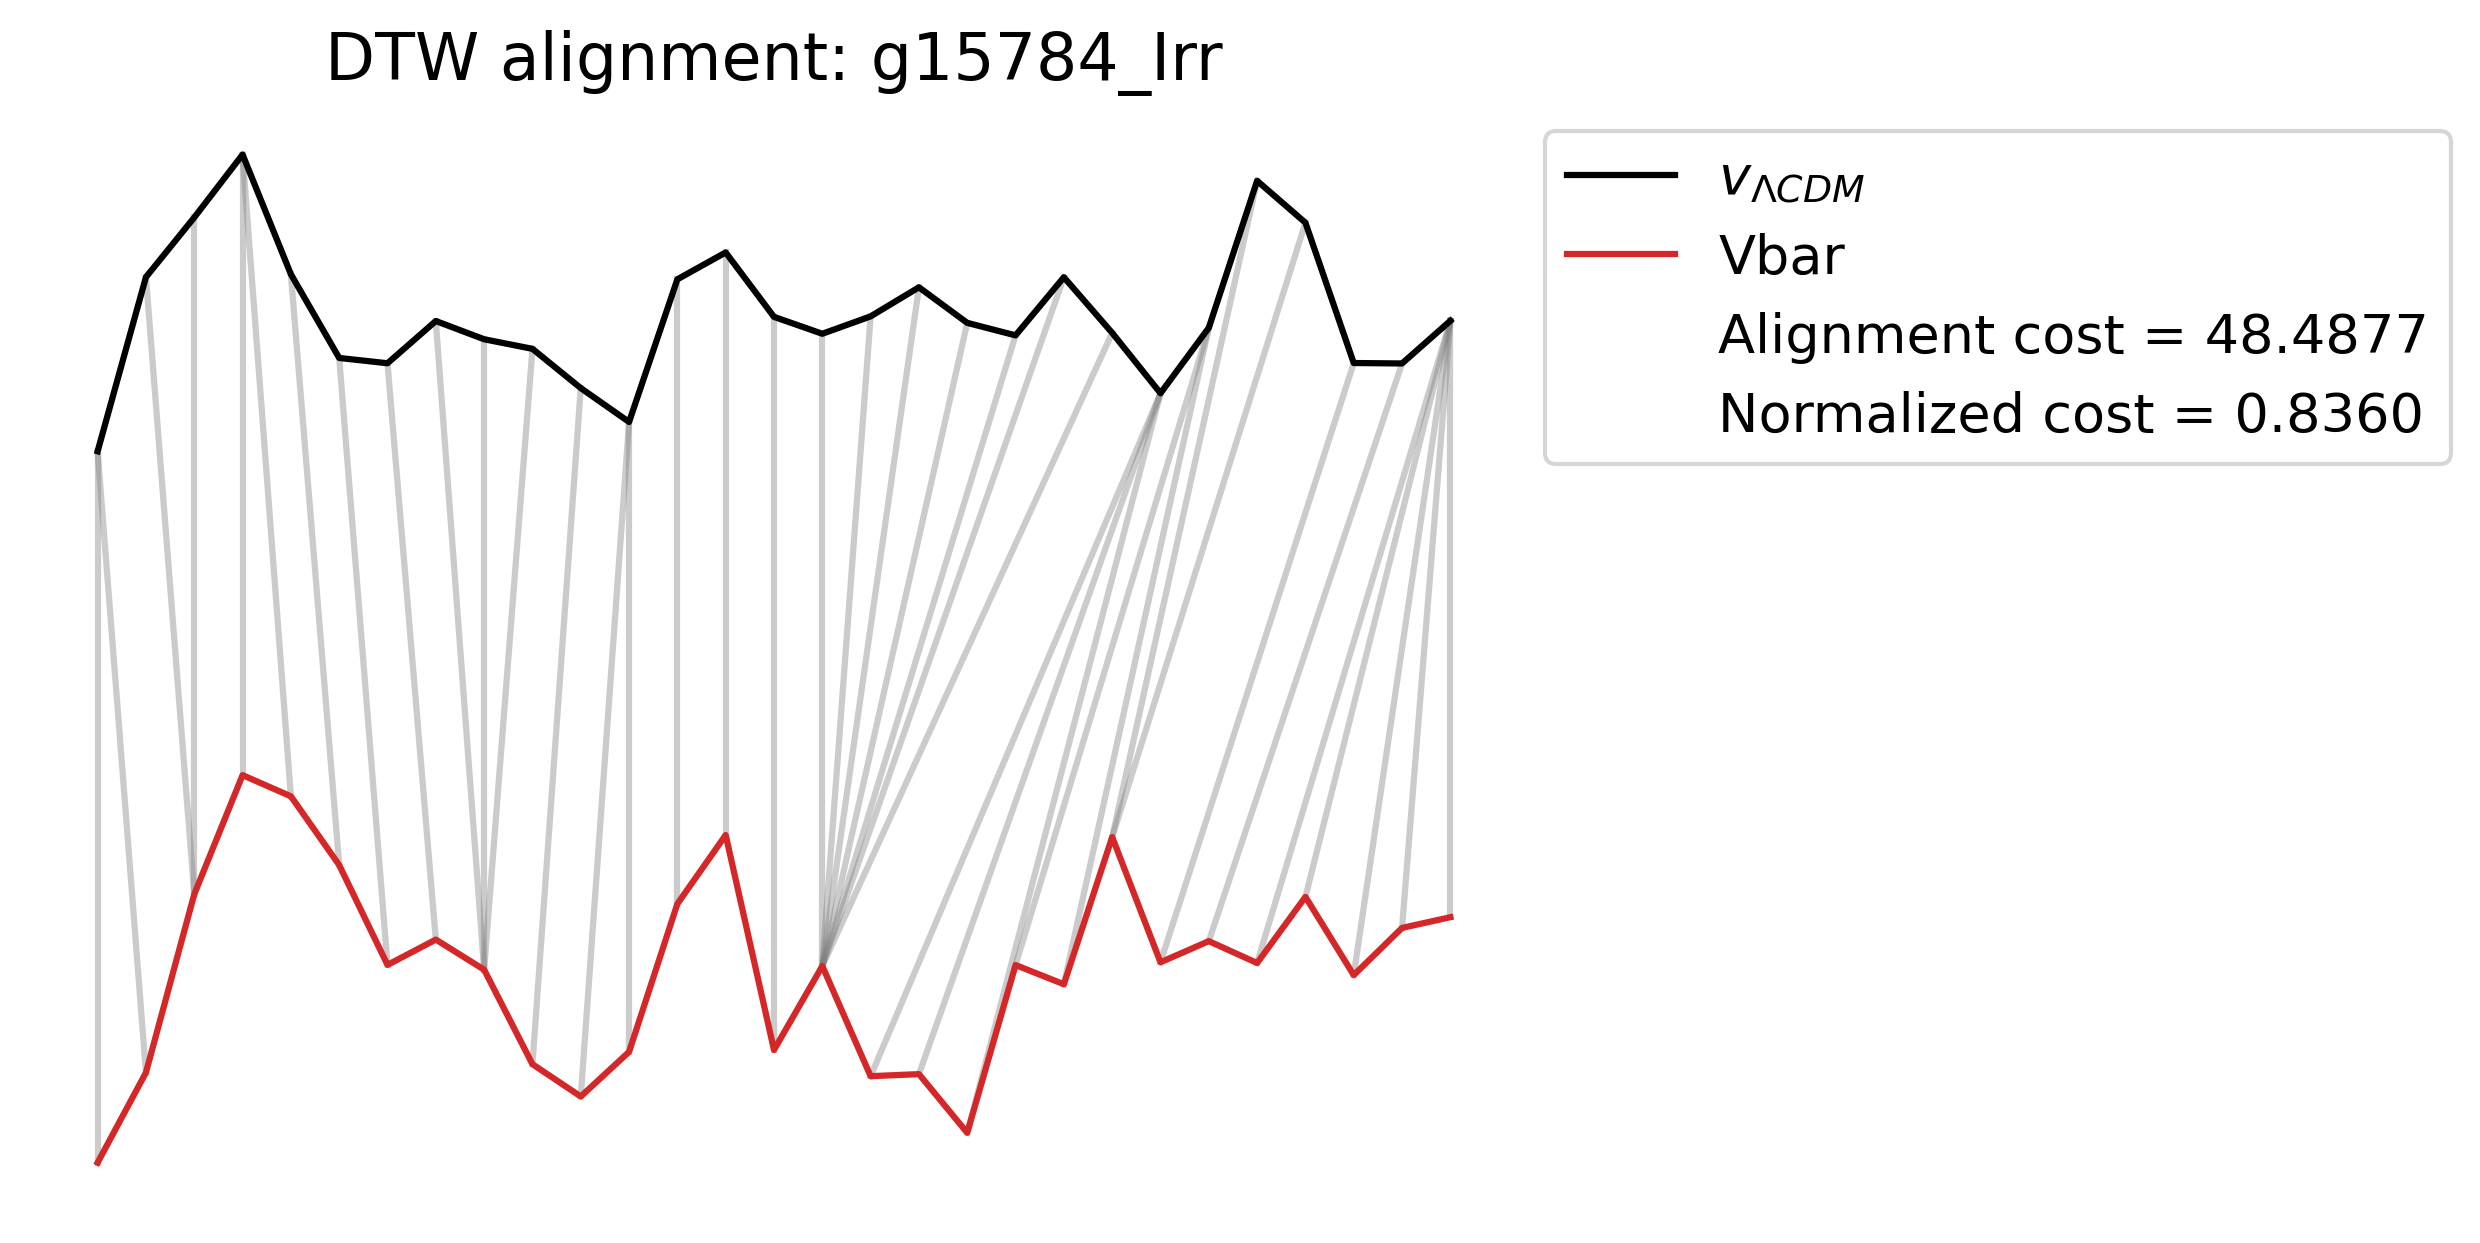 DTW alignment: g15784_Irr
v_ΛCDM
Vbar
Alignment cost = 48.4877
Normalized cost = 0.8360